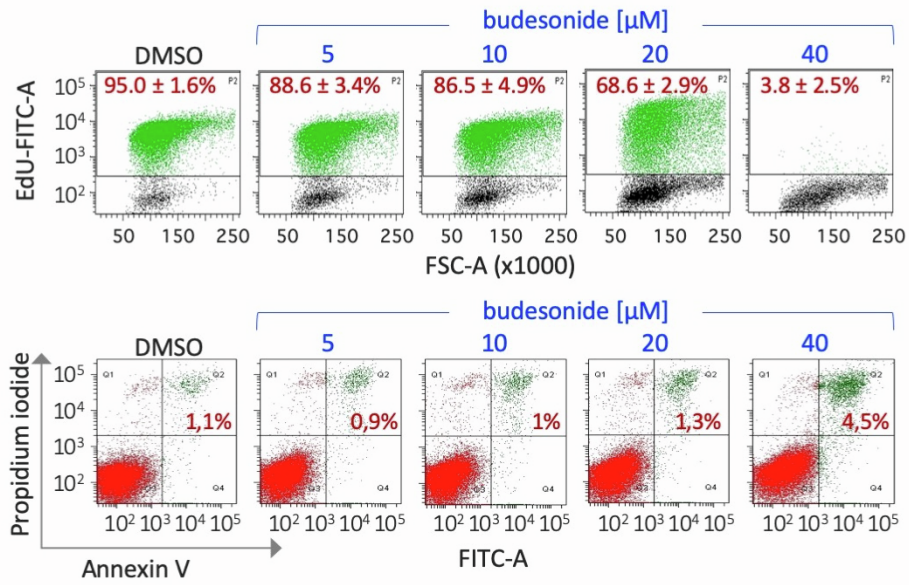 budesonide [µM]
DMSO 5 10 20 40
EdU-FITC-A
10⁵
10⁴
10³
10²
95.0 ± 1.6% P2
88.6 ± 3.4% P2
86.5 ± 4.9% P2
68.6 ± 2.9% P2
3.8 ± 2.5% P2
50 150 250 50 150 250 50 150 250 50 150 250 50 150 250
FSC-A (x1000)
budesonide [µM]
DMSO 5 10 20 40
Propidium iodide
10⁵
10⁴
10³
10²
Q1 Q2 Q1 Q2 Q1 Q2 Q1 Q2 Q1 Q2
1,1% 0,9% 1% 1,3% 4,5%
Q4 Q3 Q4 Q3 Q4 Q3 Q4 Q4
10² 10³ 10⁴ 10⁵ 10² 10³ 10⁴ 10⁵ 10² 10³ 10⁴ 10⁵ 10² 10³ 10⁴ 10⁵ 10² 10³ 10⁴ 10⁵
Annexin V FITC-A